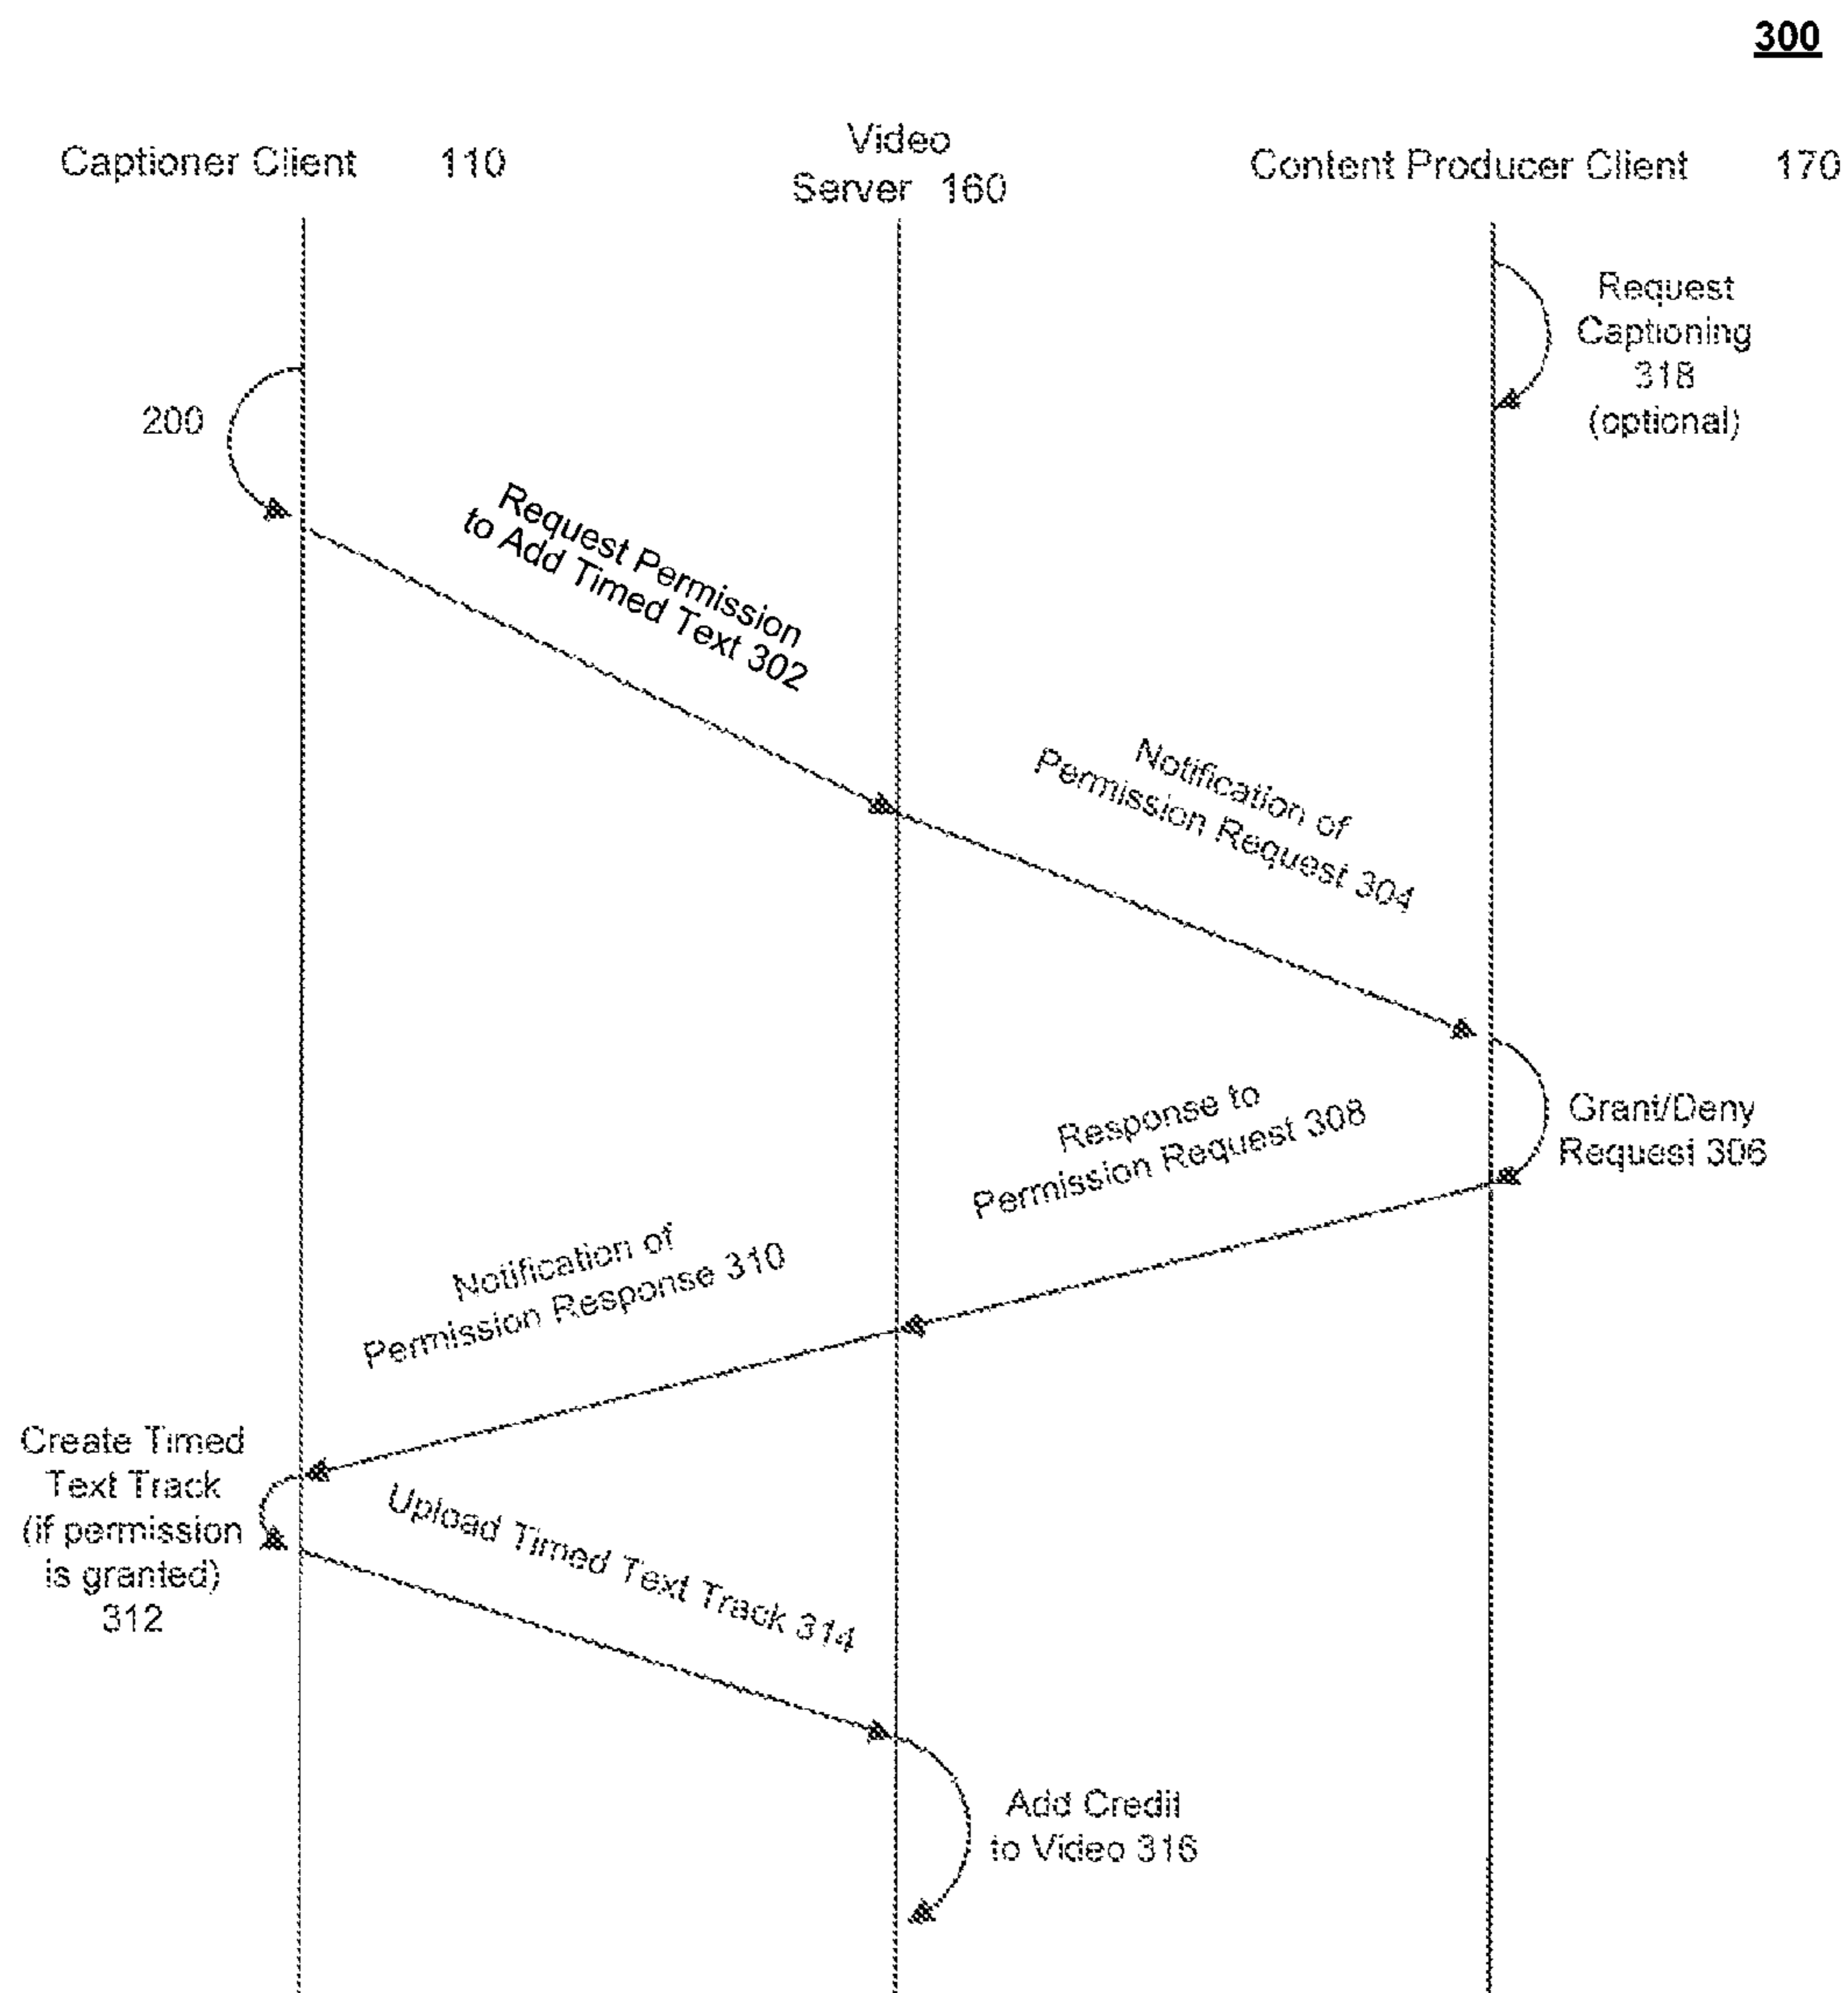 300
Captioner Client 110
Video
Server 160
Content Producer Client 170
Request
Captioning
318
(optional)
200
Request Permission
to Add Timed Text 302
Notification of
Permission Request 304
Grant/Deny
Request 306
Response to
Permission Request 308
Notification of
Permission Response 310
Create Timed
Text Track
(if permission
is granted)
312
Upload Timed Text Track 314
Add Credit
to Video 316